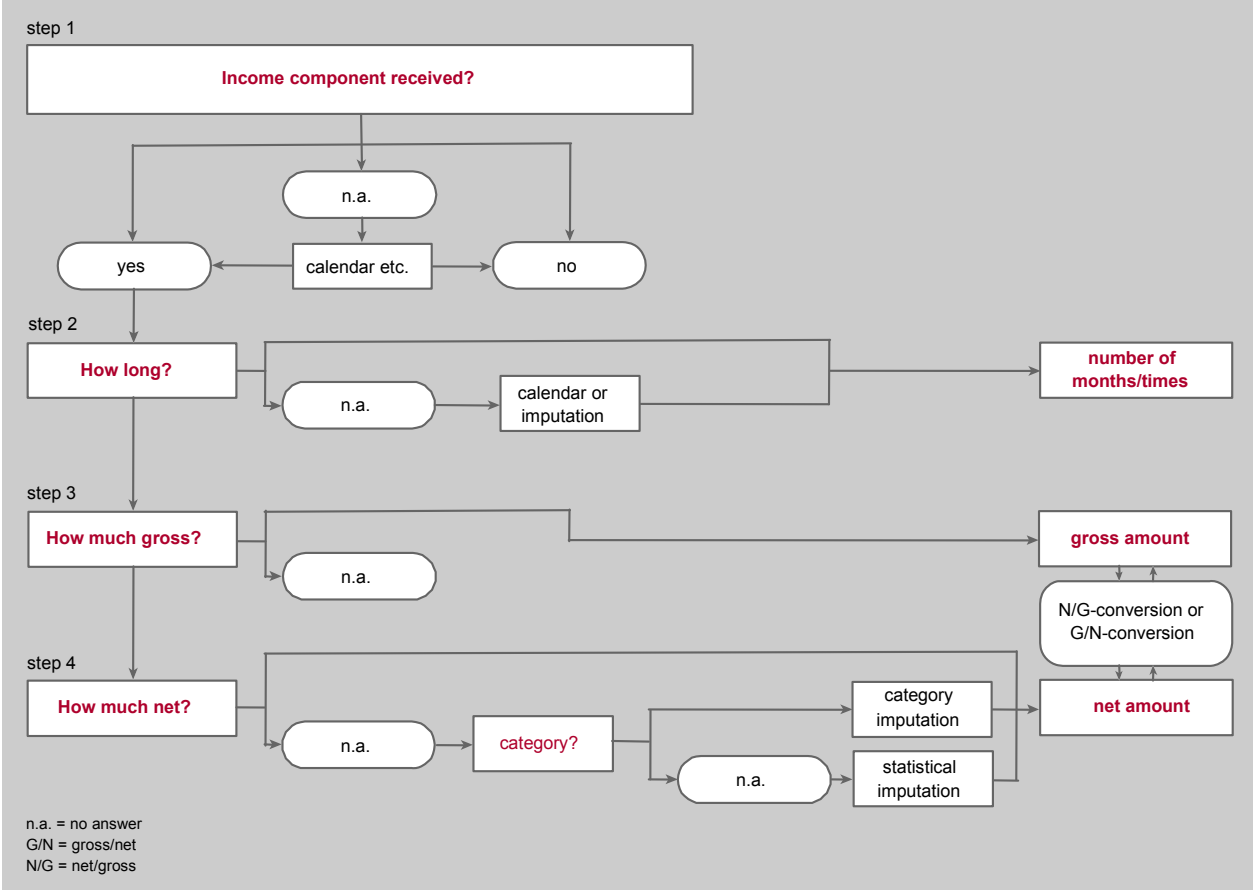 step 1
Income component received?
n.a.
yes
calendar etc.
no
step 2
How long?
n.a.
calendar or
imputation
number of
months/times
step 3
How much gross?
n.a.
gross amount
N/G-conversion or
G/N-conversion
step 4
How much net?
n.a.
category?
category
imputation
n.a.
statistical
imputation
net amount
n.a. = no answer
G/N = gross/net
N/G = net/gross